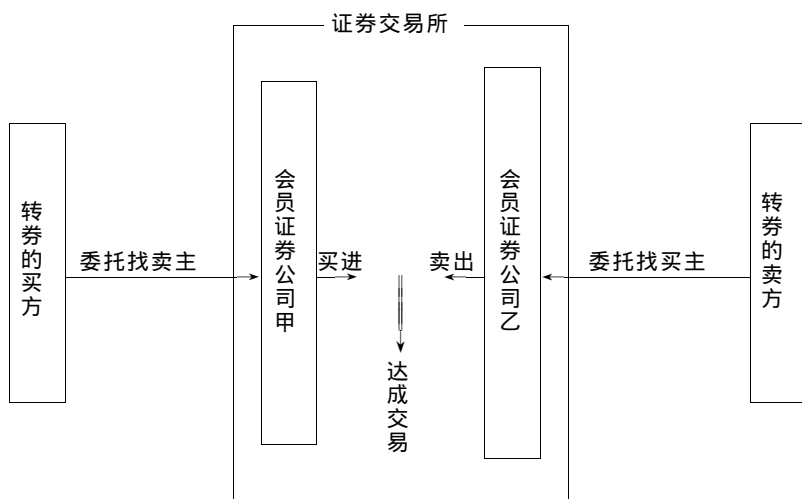 证券交易所
转券的买方
委托找卖主
会员证券公司甲
买进
卖出
会员证券公司乙
委托找买主
转券的卖方
达成交易